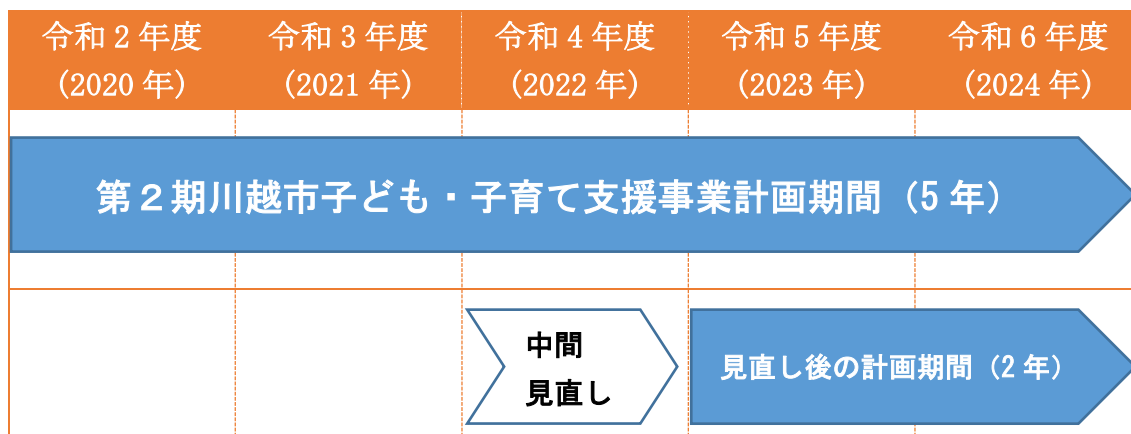 令和２年度
(2020 年)
令和３年度
(2021 年)
令和４年度
(2022 年)
令和５年度
(2023 年)
令和６年度
(2024 年)
第２期川越市子ども・子育て支援事業計画期間（5 年）
中間
見直し
見直し後の計画期間（2 年）